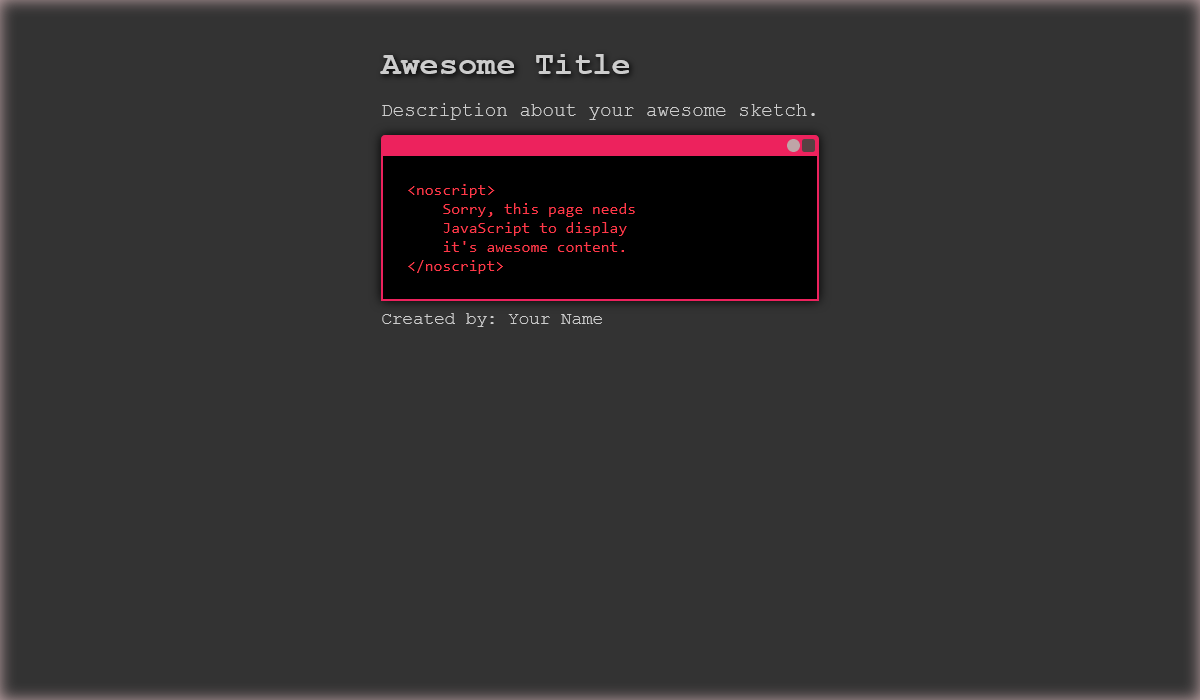 Awesome Title
Description about your awesome sketch.
<noscript>
    Sorry, this page needs
    JavaScript to display
    it's awesome content.
</noscript>
Created by: Your Name